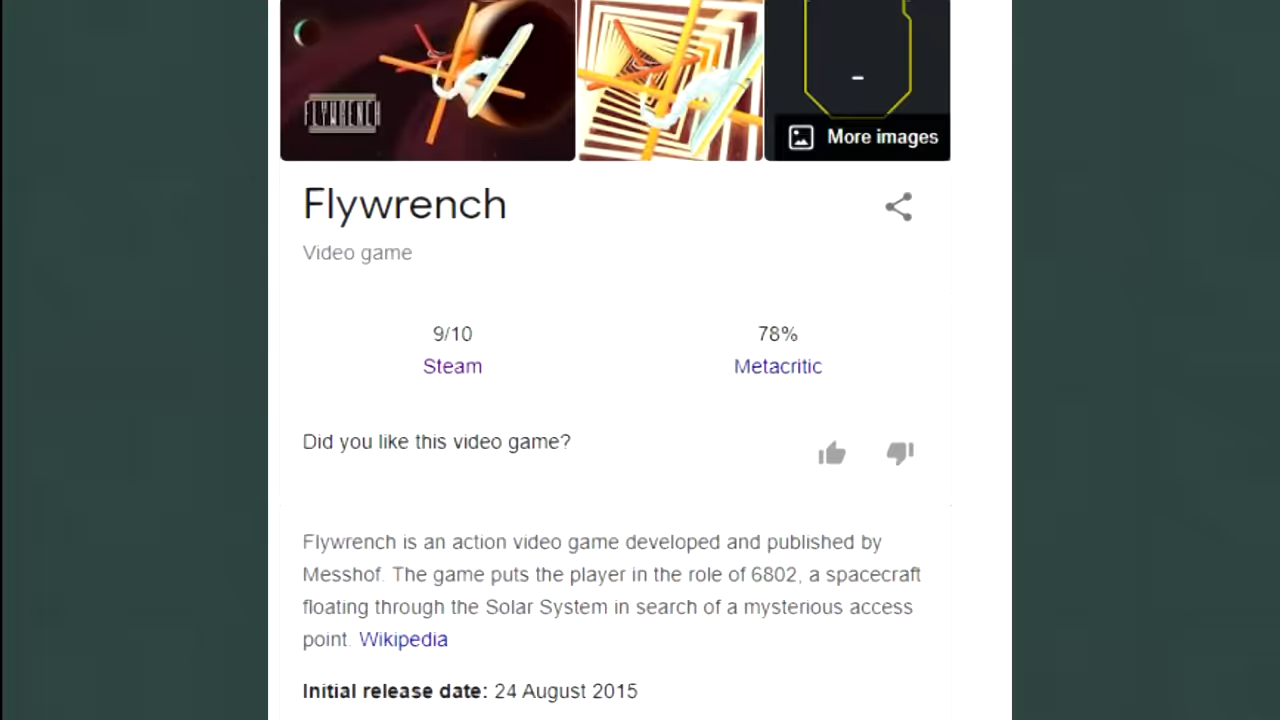 FLYWRENCH
More images
Flywrench
Video game
9/10
78%
Steam
Metacritic
Did you like this video game?
Flywrench is an action video game developed and published by
Messhof. The game puts the player in the role of 6802, a spacecraft
floating through the Solar System in search of a mysterious access
point. Wikipedia
Initial release date: 24 August 2015